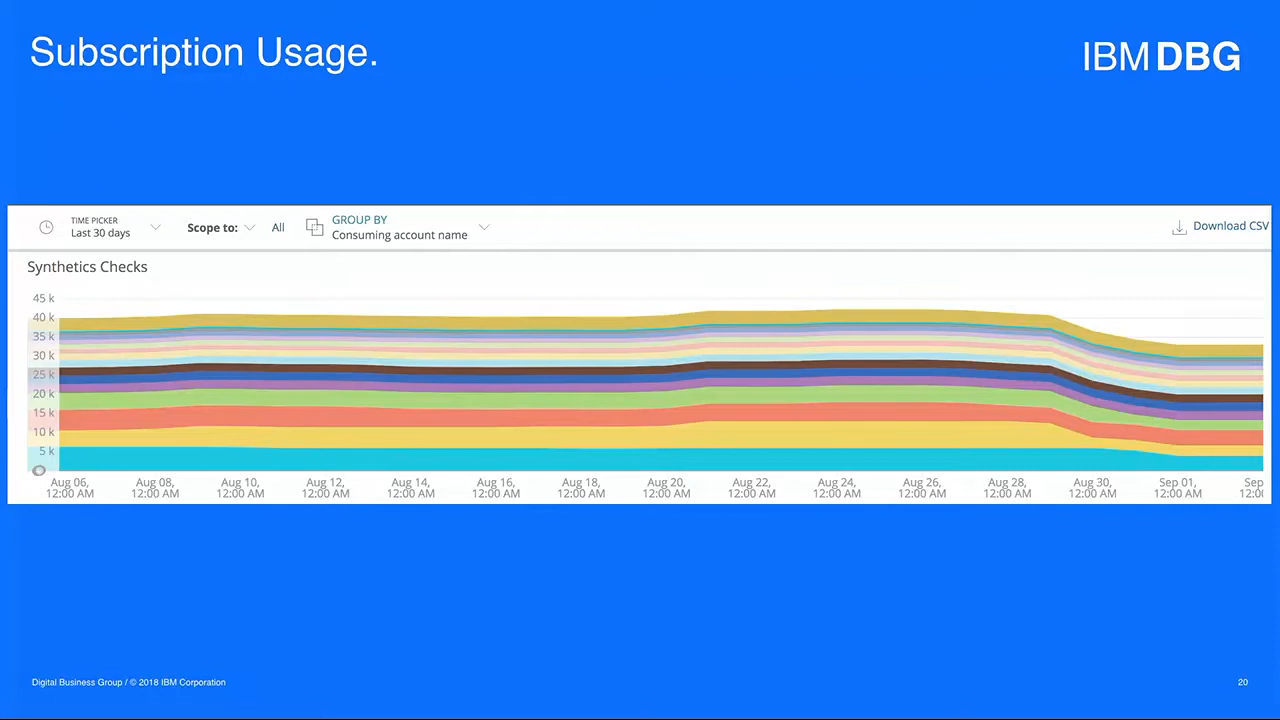 Subscription Usage.
IBM DBG
TIME PICKER
Last 30 days
Scope to:
All
GROUP BY
Consuming account name
Download CSV
Synthetics Checks
45 k
40 k
35 k
30 k
25 k
20 k
15 k
10 k
5 k
Aug 06,
12:00 AM
Aug 08,
12:00 AM
Aug 10,
12:00 AM
Aug 12,
12:00 AM
Aug 14,
12:00 AM
Aug 16,
12:00 AM
Aug 18,
12:00 AM
Aug 20,
12:00 AM
Aug 22,
12:00 AM
Aug 24,
12:00 AM
Aug 26,
12:00 AM
Aug 28,
12:00 AM
Aug 30,
12:00 AM
Sep 01,
12:00 AM
Sep
12:0
Digital Business Group / © 2018 IBM Corporation
20